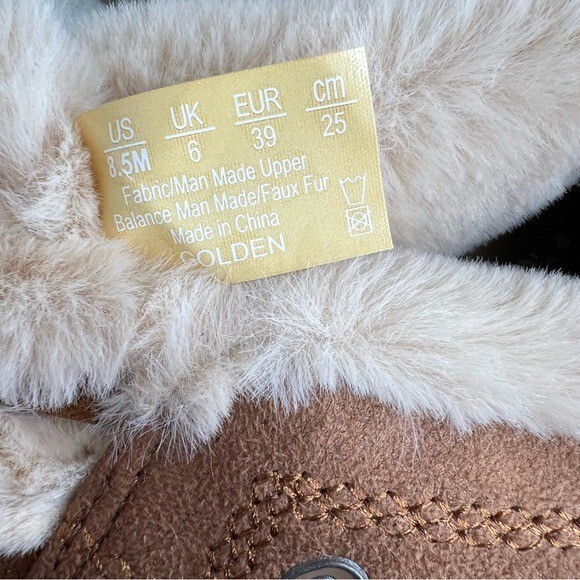 US UK EUR cm
8.5M 6 39 25
Fabric/Man Made Upper
Balance Man Made/Faux Fur
Made in China
GOLDEN